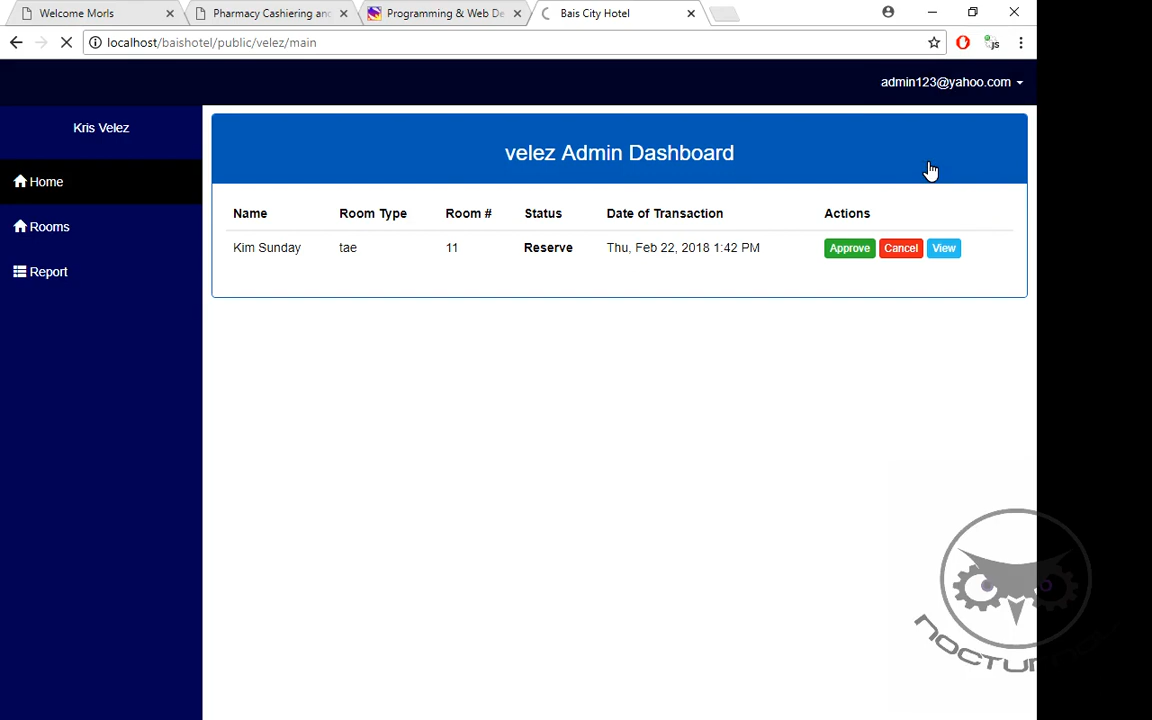 Welcome Morls
Pharmacy Cashiering and
Programming & Web De
Bais City Hotel
localhost/baishotel/public/velez/main
js
admin123@yahoo.com
Kris Velez
Home
Rooms
Report
velez Admin Dashboard
Name Room Type Room # Status Date of Transaction Actions
Kim Sunday tae 11 Reserve Thu, Feb 22, 2018 1:42 PM Approve Cancel View